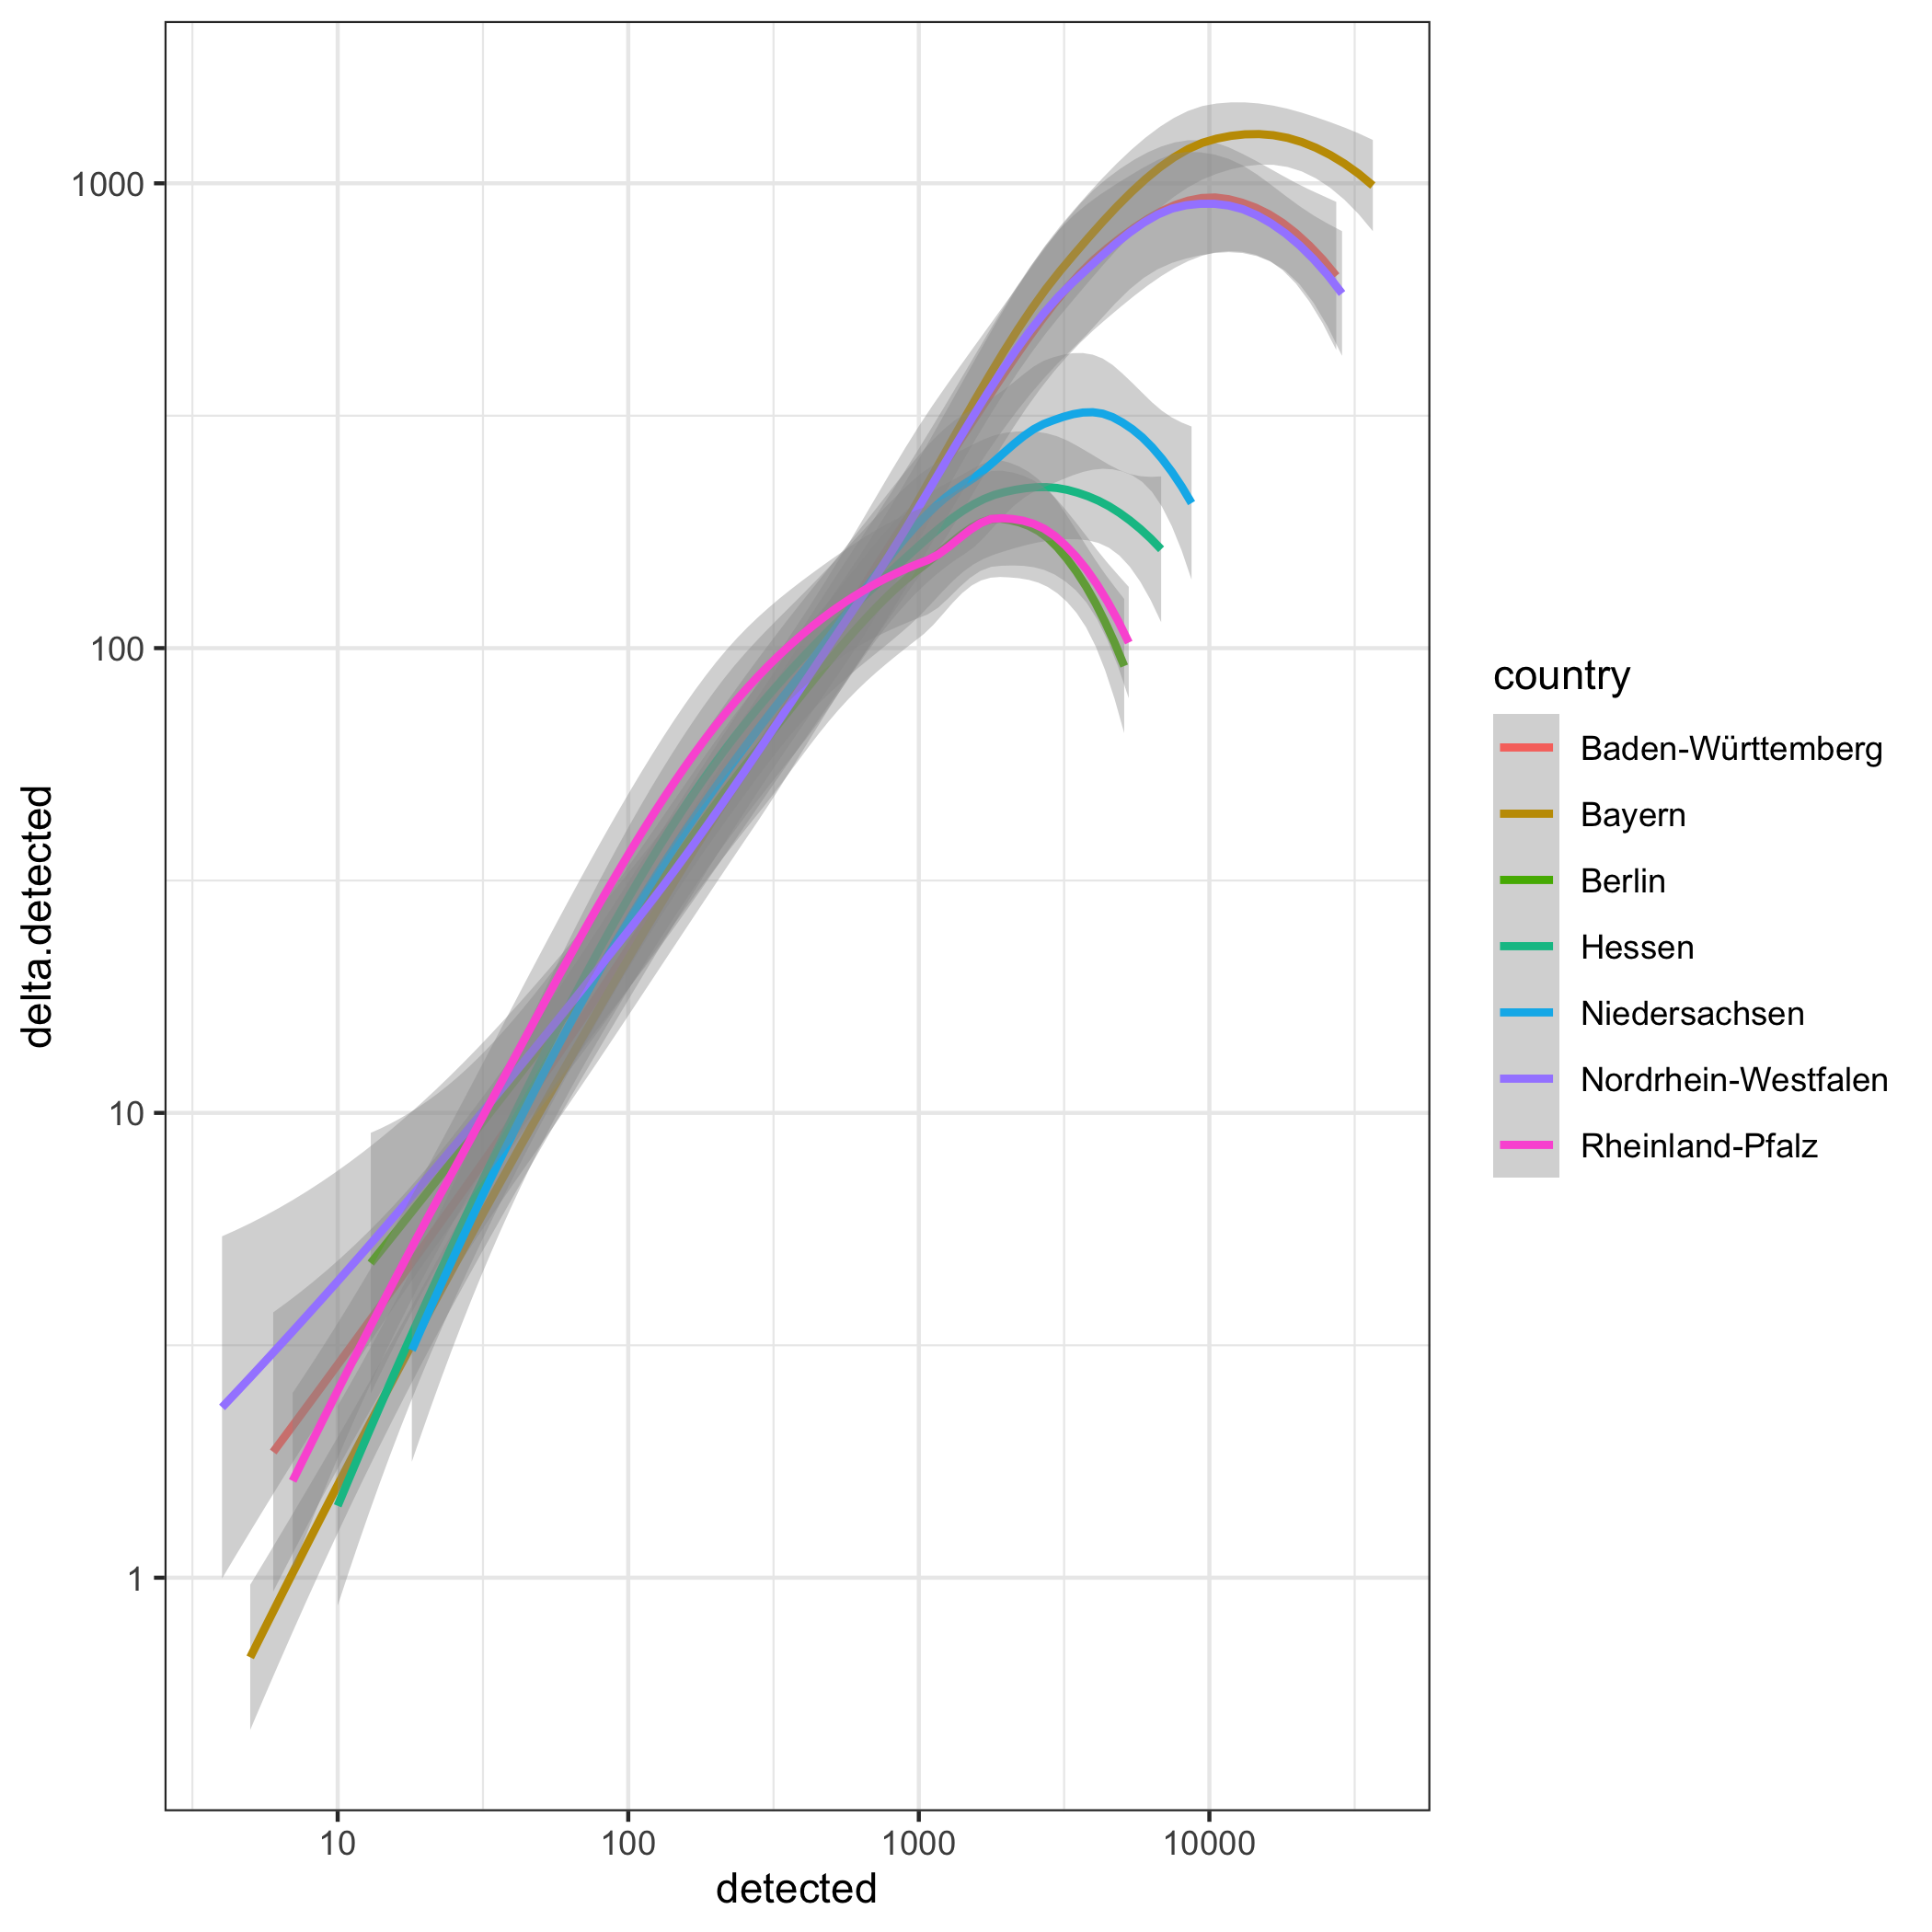 1000
100
10
1
delta.detected
10 100 1000 10000
detected
country
Baden-Württemberg
Bayern
Berlin
Hessen
Niedersachsen
Nordrhein-Westfalen
Rheinland-Pfalz